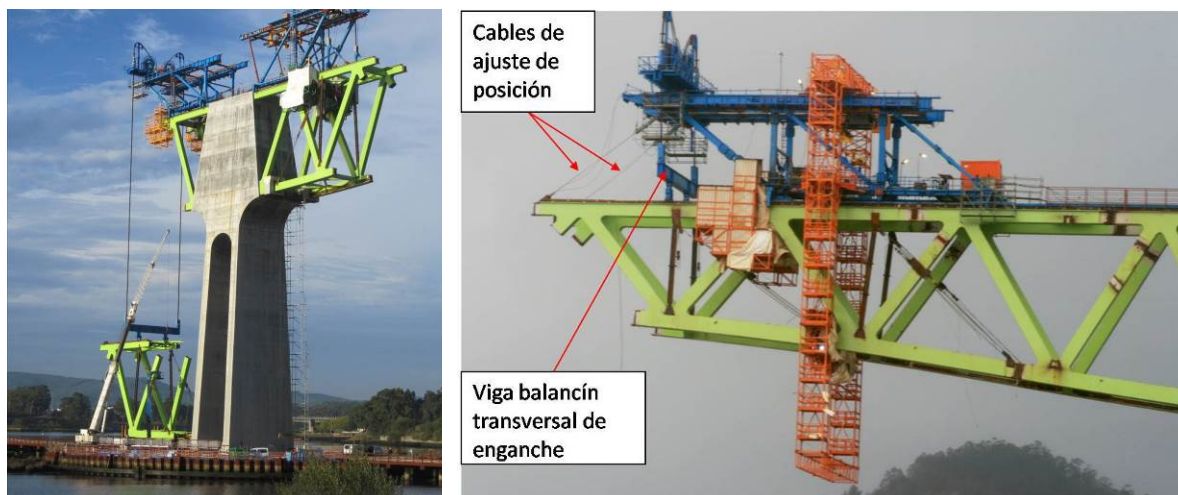 Cables de
ajuste de
posición
Viga balancín
transversal de
enganche